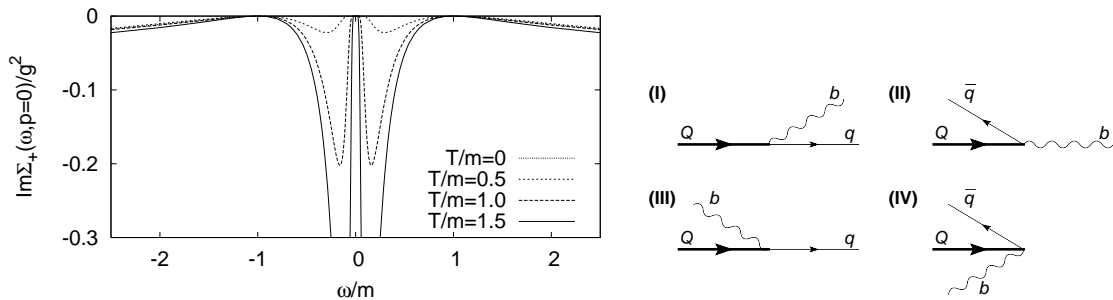 ImΣ₊(ω,p=0)/g²
0
-0.1
-0.2
-0.3
-2
-1
0
1
2
ω/m
T/m=0
T/m=0.5
T/m=1.0
T/m=1.5
(I)
Q
b
q
(II)
q̅
Q
b
(III)
b
Q
q
(IV)
q̅
Q
b